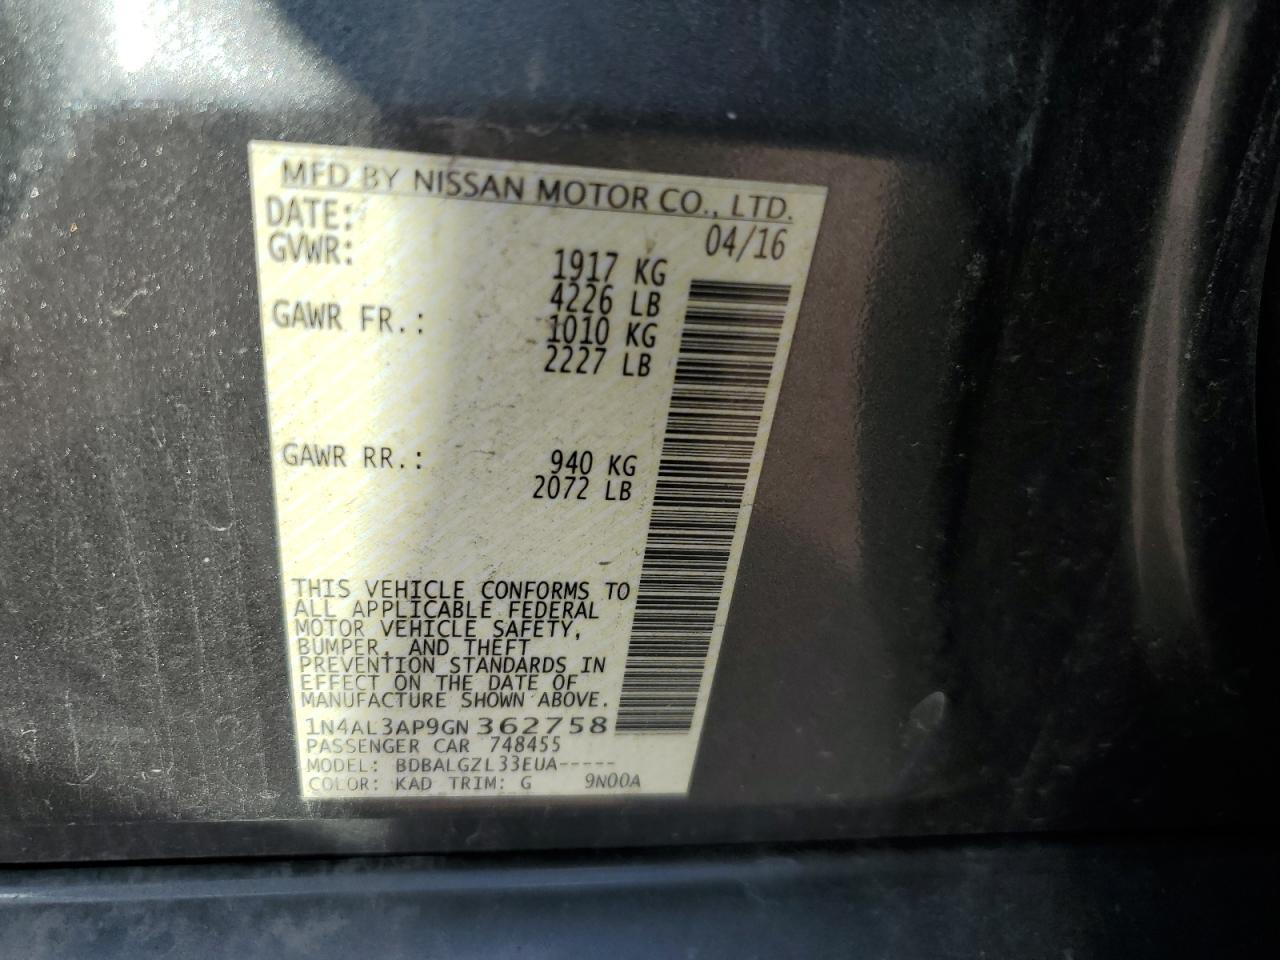 MFD BY NISSAN MOTOR CO., LTD.
DATE: 04/16
GVWR: 1917 KG
4226 LB
GAWR FR.: 1010 KG
2227 LB
GAWR RR.: 940 KG
2072 LB
THIS VEHICLE CONFORMS TO
ALL APPLICABLE FEDERAL
MOTOR VEHICLE SAFETY,
BUMPER, AND THEFT
PREVENTION STANDARDS IN
EFFECT ON THE DATE OF
MANUFACTURE SHOWN ABOVE.
1N4AL3AP9GN362758
PASSENGER CAR 748455
MODEL: BDBALGZL33EUA-----
COLOR: KAD TRIM: G 9N00A